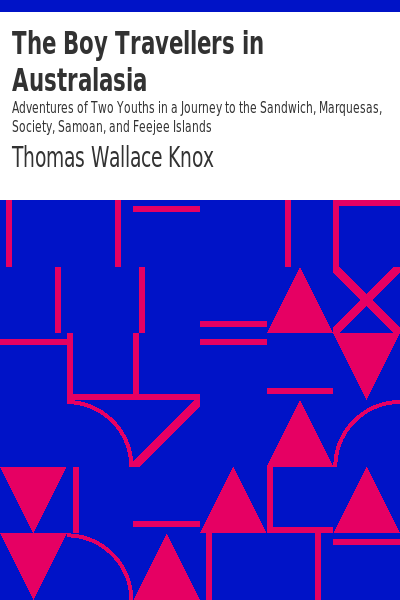 The Boy Travellers in
Australasia
Adventures of Two Youths in a Journey to the Sandwich, Marquesas,
Society, Samoan, and Feejee Islands
Thomas Wallace Knox